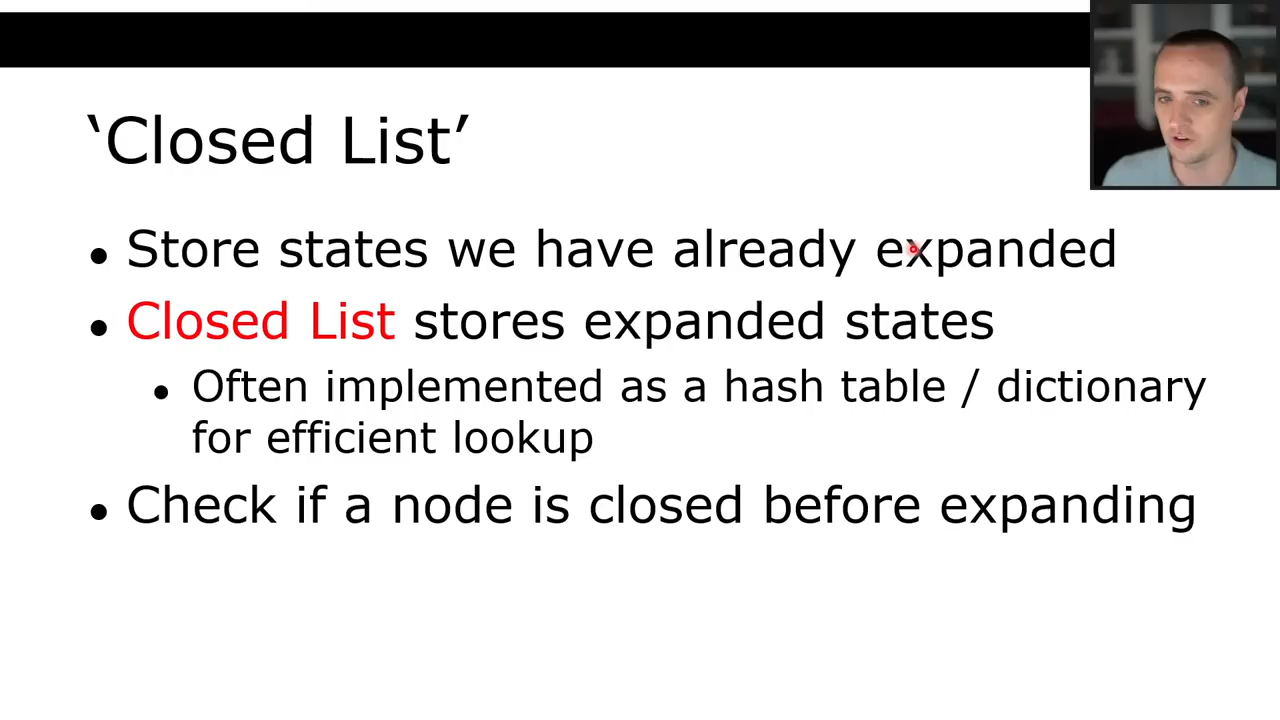 ‘Closed List’
● Store states we have already expanded
● Closed List stores expanded states
● Often implemented as a hash table / dictionary
for efficient lookup
● Check if a node is closed before expanding